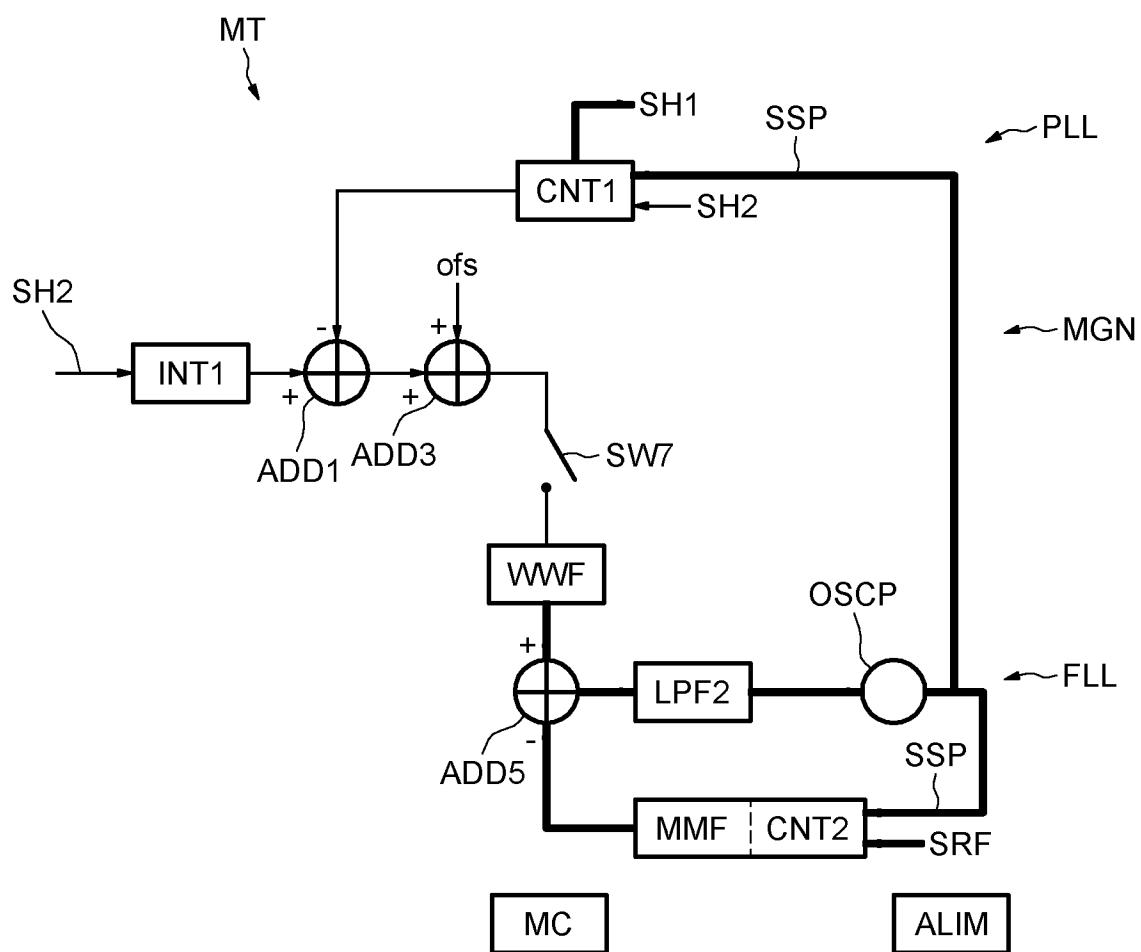 MT
SH1
SSP
PLL
CNT1
SH2
ofs
SH2
-
+
MGN
INT1
+
+
ADD1
ADD3
SW7
WWF
OSCP
+
LPF2
FLL
-
ADD5
SSP
MMF
CNT2
SRF
MC
ALIM